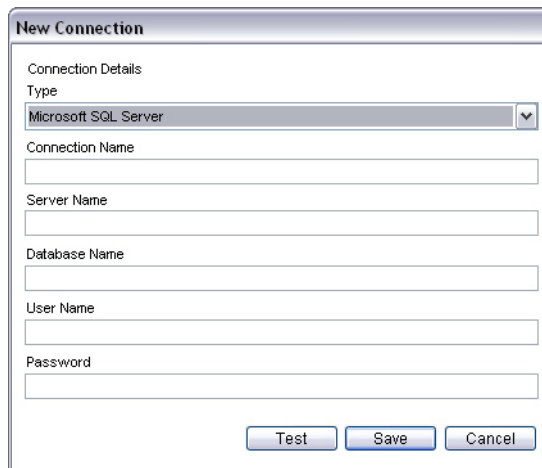 New Connection
Connection Details
Type
Microsoft SQL Server
Connection Name
Server Name
Database Name
User Name
Password
Test Save Cancel